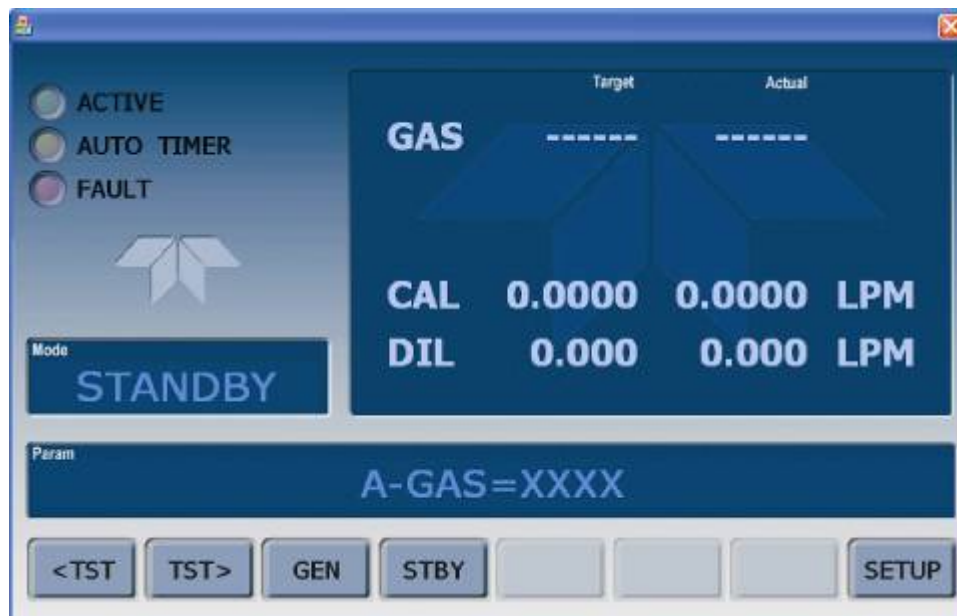 ACTIVE
AUTO TIMER
FAULT
Target Actual
GAS ------ ------
CAL 0.0000 0.0000 LPM
DIL 0.000 0.000 LPM
Mode
STANDBY
Param
A-GAS=XXXX
<TST TST> GEN STBY SETUP